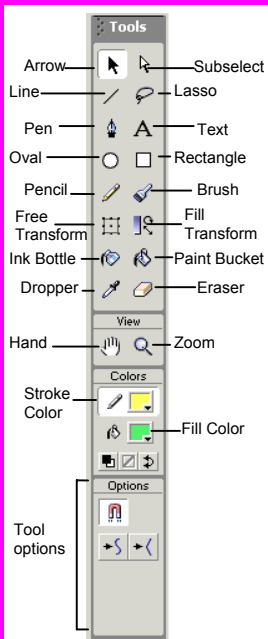 Tools
Arrow
Subselect
Line
Lasso
Pen
A
Text
Oval
Rectangle
Pencil
Brush
Free
Transform
Fill
Transform
Ink Bottle
Paint Bucket
Dropper
Eraser
View
Hand
Zoom
Colors
Stroke
Color
Fill Color
Options
Tool
options